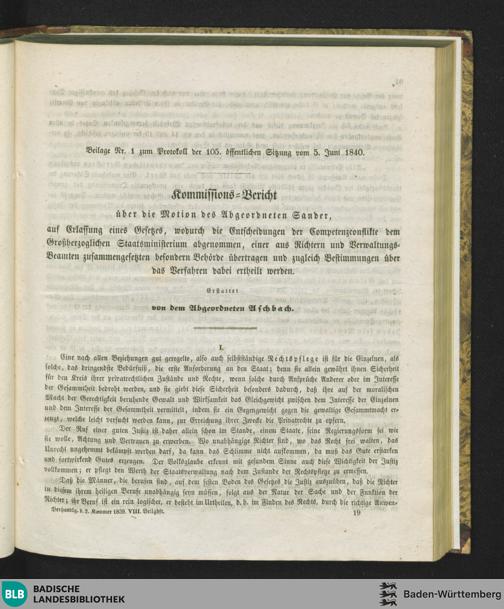 Beilage Nr. 1 zum Protokoll der 105. öffentlichen Sitzung vom 5. Juni 1840.
Kommissions-Bericht
über die Motion des Abgeordneten Sander,
auf Erlassung eines Gesetzes, wodurch die Entscheidungen der Competenzconflikte dem
Großherzoglichen Staatsministerium abgenommen, einer aus Richtern und Verwaltungs-
Beamten zusammengesetzten besondern Behörde übertragen und zugleich Bestimmungen über
das Verfahren dabei ertheilt werden.
Erstattet
von dem Abgeordneten Aschbach.
I.
Eine nach allen Beziehungen gut geregelte, also auch selbstständige Rechtspflege ist für die Einzelnen, als
solche, das dringendste Bedürfniß, die erste Anforderung an den Staat; denn sie allein gewährt ihnen Sicherheit
für den Kreis ihrer privatrechtlichen Zustände und Rechte, wenn solche durch Ansprüche Anderer oder im Interesse
der Gesammtheit bedroht werden, und sie giebt diese Sicherheit besonders dadurch, daß ihre auf der moralischen
Macht der Gerechtigkeit beruhende Gewalt und Wirksamkeit das Gleichgewicht zwischen dem Interesse der Einzelnen
und dem Interesse der Gesammtheit vermittelt, indem sie ein Gegengewicht gegen die gewaltige Gesammtmacht er-
zeugt, welche leicht versucht werden kann, zur Erreichung ihrer Zwecke die Privatrechte zu opfern.
Der Ruf einer guten Justiz ist daher allein schon im Stande, einem Staate, seine Regierungsform sei wie
sie wolle, Achtung und Vertrauen zu erwerben. Wo unabhängige Richter sind, wo das Recht frei walten, das
Unrecht ungehemmt bekämpft werden darf, da kann das Schlimme nicht aufkommen, da muß das Gute erstarken
und fortwirkend Gutes erzeugen. Der Volksglaube erkennt mit gesundem Sinne auch diese Wichtigkeit der Justiz
vollkommen; er pflegt den Werth der Staatsverwaltung nach dem Zustande der Rechtspflege zu ermessen.
Daß die Männer, die berufen sind, auf dem festen Boden des Gesetzes die Justiz auszuüben, daß die Richter
in diesem ihrem heiligen Berufe unabhängig seyn müssen, folgt aus der Natur der Sache und der Funktion der
Richter; ihr Beruf ist ein rein logischer, er besteht im Urtheilen, d. h. im Finden des Rechts, durch die richtige Anwen-
Verhandlg. d. 2. Kammer 1839. VIII. Beilghft.
19
BLB BADISCHE
LANDESBIBLIOTHEK
Baden-Württemberg